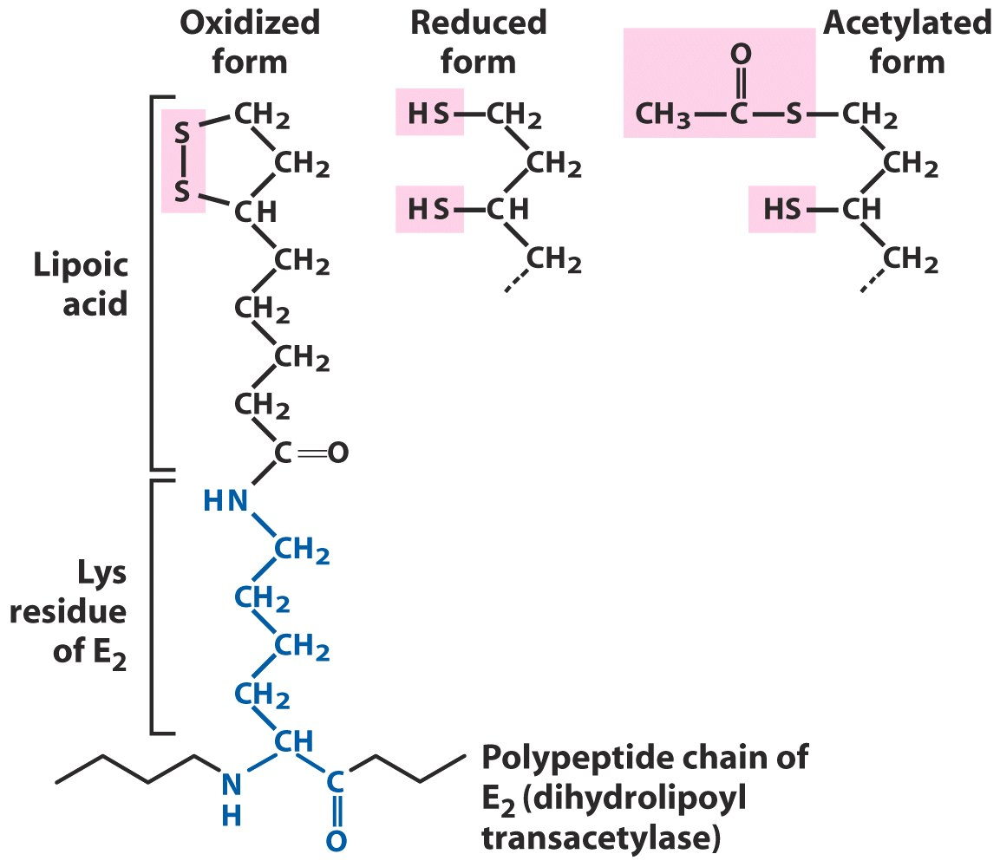 Oxidized
form
Reduced
form
Acetylated
form
O
S
CH₂
HS
CH₂
CH₃
C
S
CH₂
CH₂
CH₂
CH₂
S
CH
HS
CH
HS
CH
CH₂
CH₂
CH₂
Lipoic
acid
CH₂
CH₂
CH₂
C
O
HN
CH₂
Lys
residue
of E₂
CH₂
CH₂
CH₂
CH
N
H
C
O
Polypeptide chain of
E₂ (dihydrolipoyl
transacetylase)